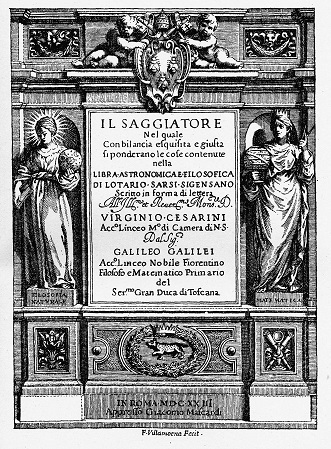 IL SAGGIATORE
Nel quale
Con bilancia esquisita e giusta
si ponderano le cose contenute
nella
LIBRA ASTRONOMICA E FILOSOFICA
DI LOTARIO SARSI SIGENSANO
Scritto in forma di lettera
All' Ill.mo et Reuer.mo Mons.re D.
VIRGINIO CESARINI
Acc.o Linceo M.o di Camera di N.S.
Dal Sig.r
GALILEO GALILEI
Acc.o Linceo Nobile Fiorentino
Filosofo e Matematico Primario
del
Ser.mo Gran Duca di Toscana.
FILOSOFIA NATVRALE
MATEMATICA
IN ROMA M·DC·XXIII
Appresso Giacomo Mascardi
F. Villamoena Fecit.